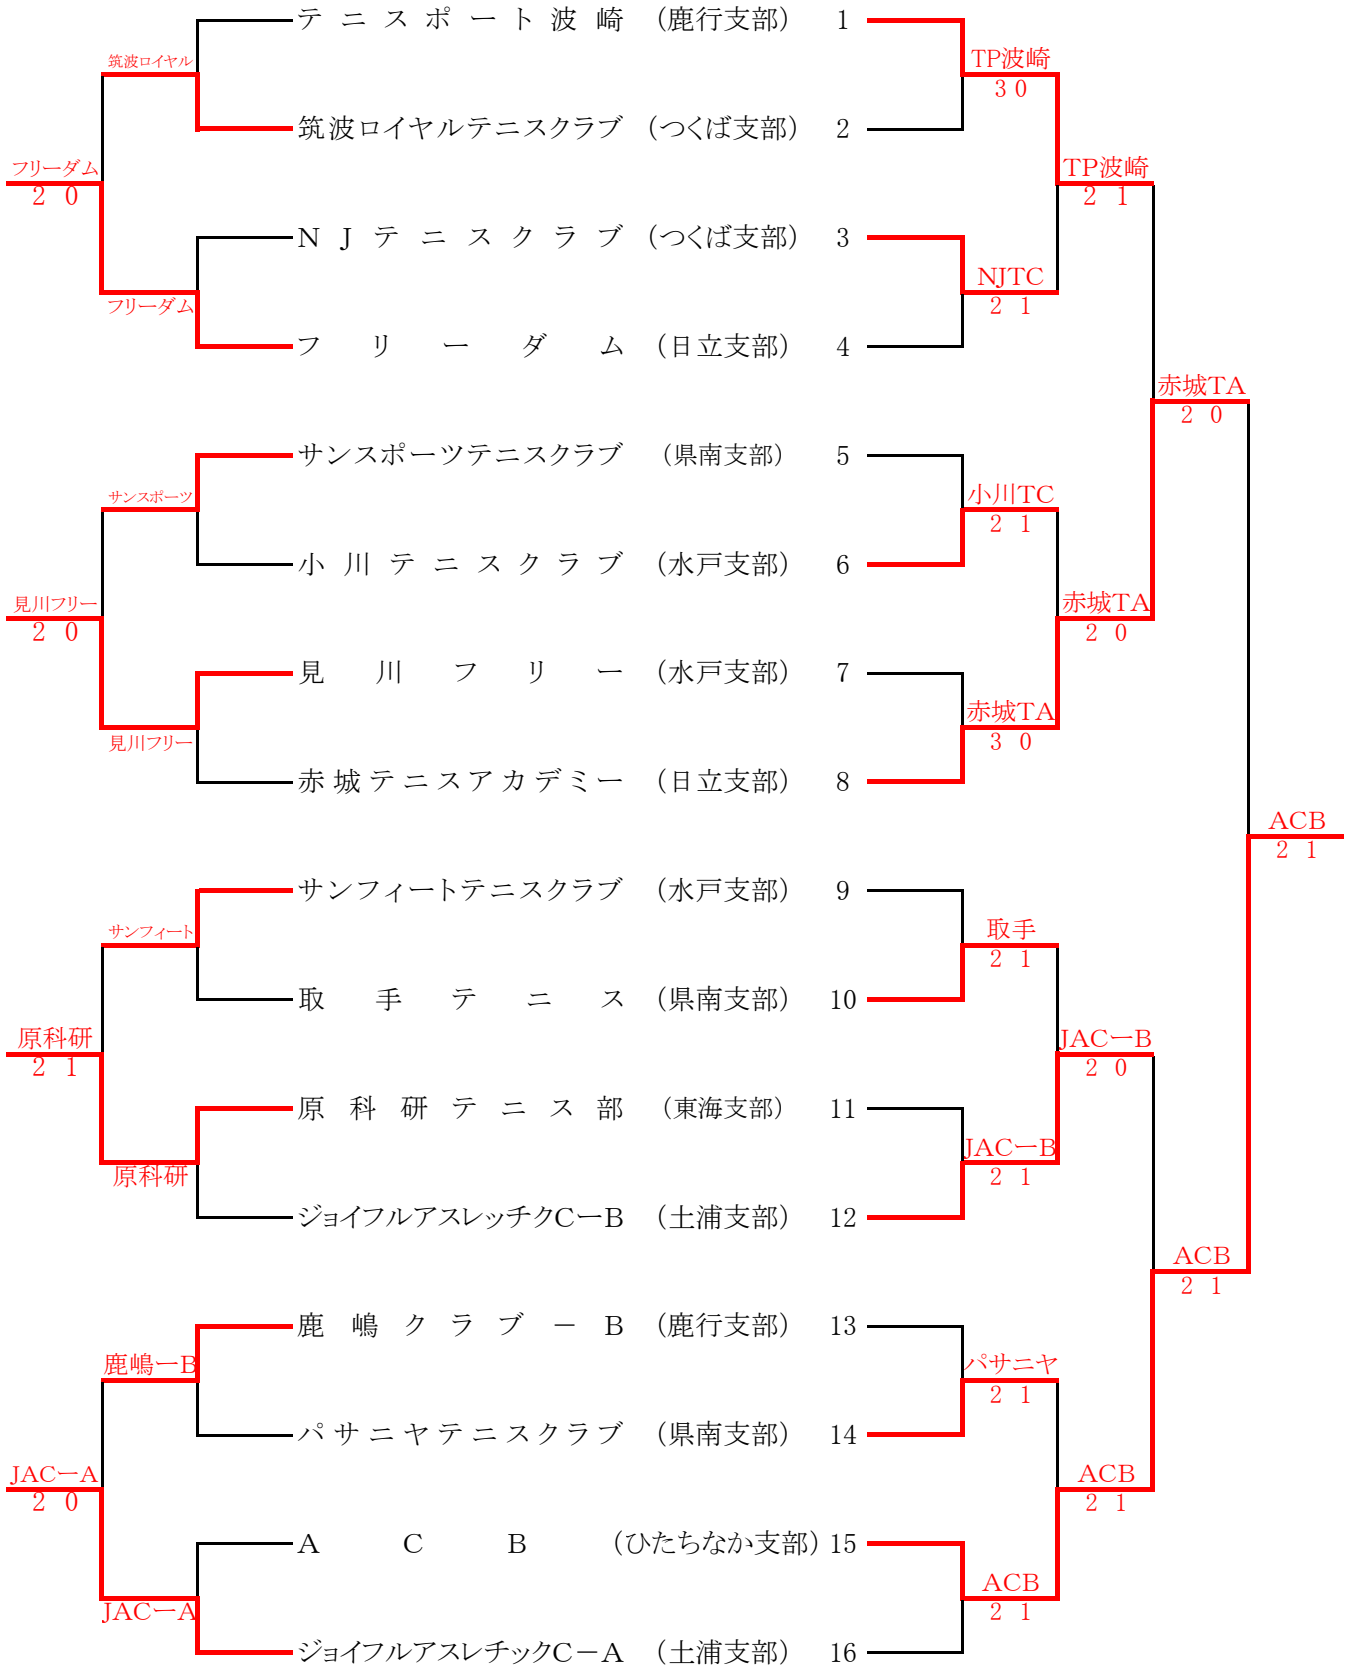 テニスポート波崎 (鹿行支部) 1
筑波ロイヤル
TP波崎
3 0
筑波ロイヤルテニスクラブ (つくば支部) 2
フリーダム
2 0
TP波崎
2 1
NJテニスクラブ (つくば支部) 3
NJTC
2 1
フリーダム
フリーダム (日立支部) 4
赤城TA
2 0
サンスポーツテニスクラブ (県南支部) 5
サンスポーツ
小川TC
2 1
小川テニスクラブ (水戸支部) 6
見川フリー
2 0
赤城TA
2 0
見川フリー (水戸支部) 7
赤城TA
3 0
見川フリー
赤城テニスアカデミー (日立支部) 8
ACB
2 1
サンフィートテニスクラブ (水戸支部) 9
サンフィート
取手
2 1
取手テニス (県南支部) 10
原科研
2 1
JACーB
2 0
原科研テニス部 (東海支部) 11
JACーB
2 1
原科研
ジョイフルアスレッチクCーB (土浦支部) 12
ACB
2 1
鹿嶋クラブ－B (鹿行支部) 13
鹿嶋ーB
パサニヤ
2 1
パサニヤテニスクラブ (県南支部) 14
JACーA
2 0
ACB
2 1
ACB (ひたちなか支部) 15
ACB
2 1
JACーA
ジョイフルアスレチックC－A (土浦支部) 16